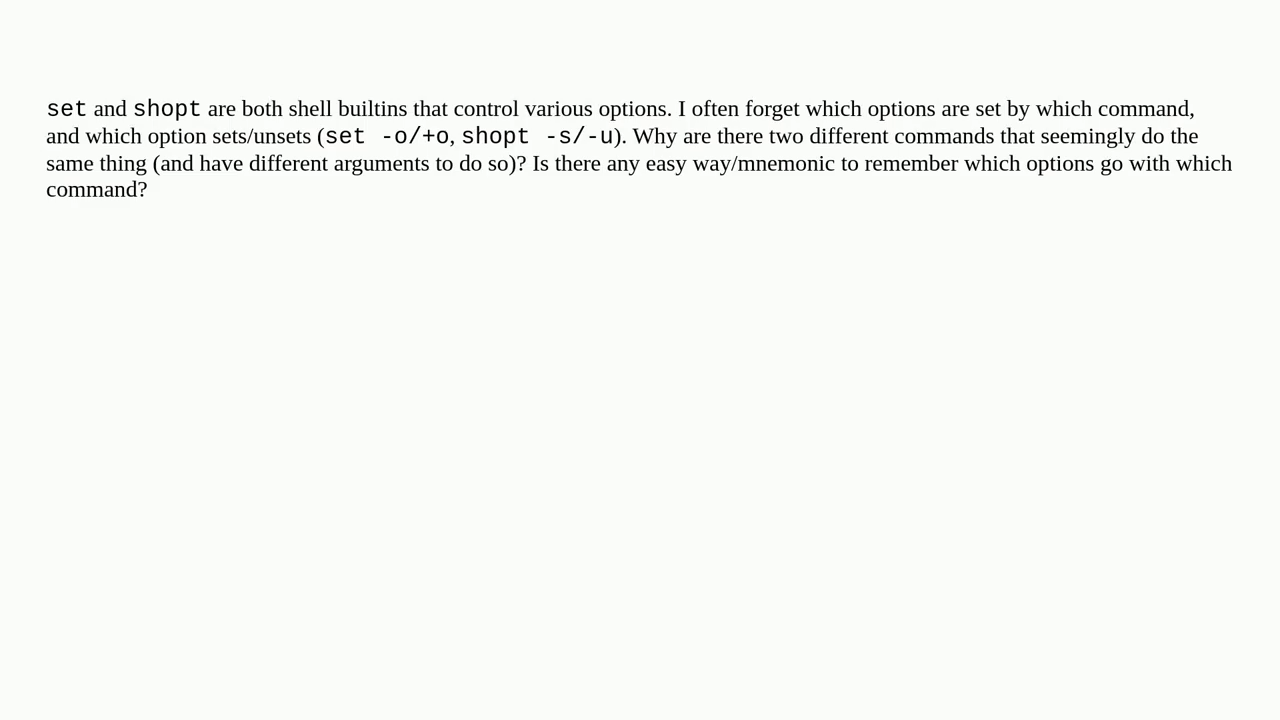 set and shopt are both shell builtins that control various options. I often forget which options are set by which command,
and which option sets/unsets (set -o/+o, shopt -s/-u). Why are there two different commands that seemingly do the
same thing (and have different arguments to do so)? Is there any easy way/mnemonic to remember which options go with which
command?